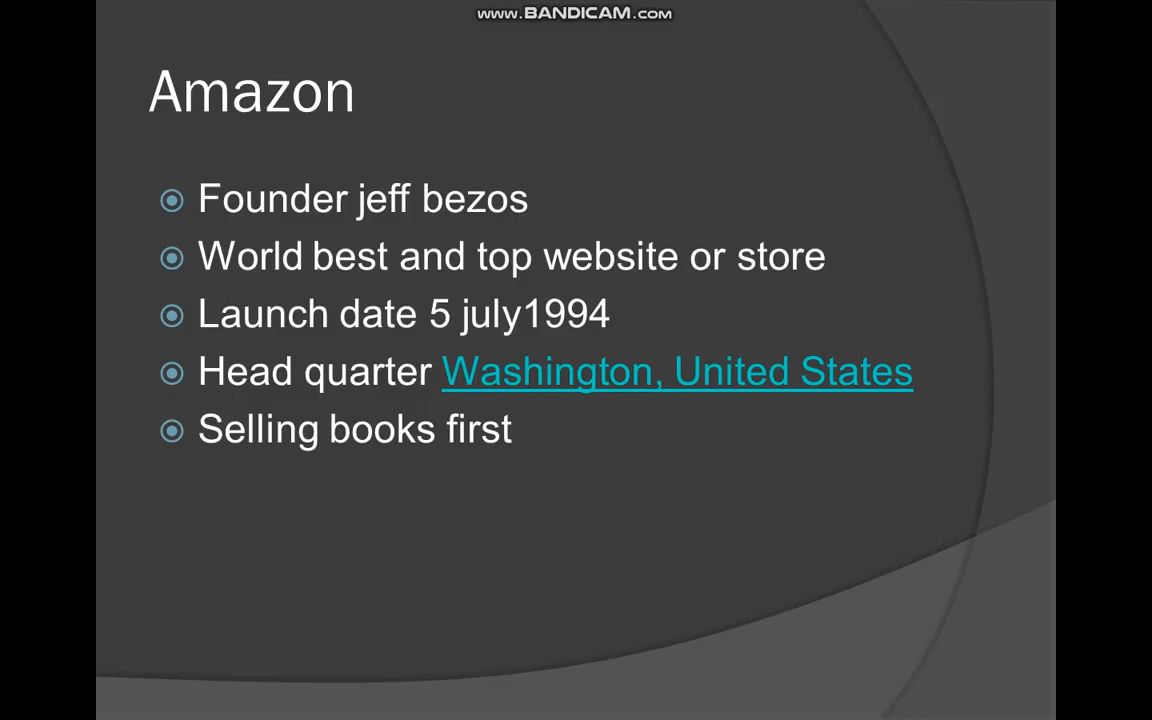 www.BANDICAM.com
Amazon
Founder jeff bezos
World best and top website or store
Launch date 5 july1994
Head quarter Washington, United States
Selling books first